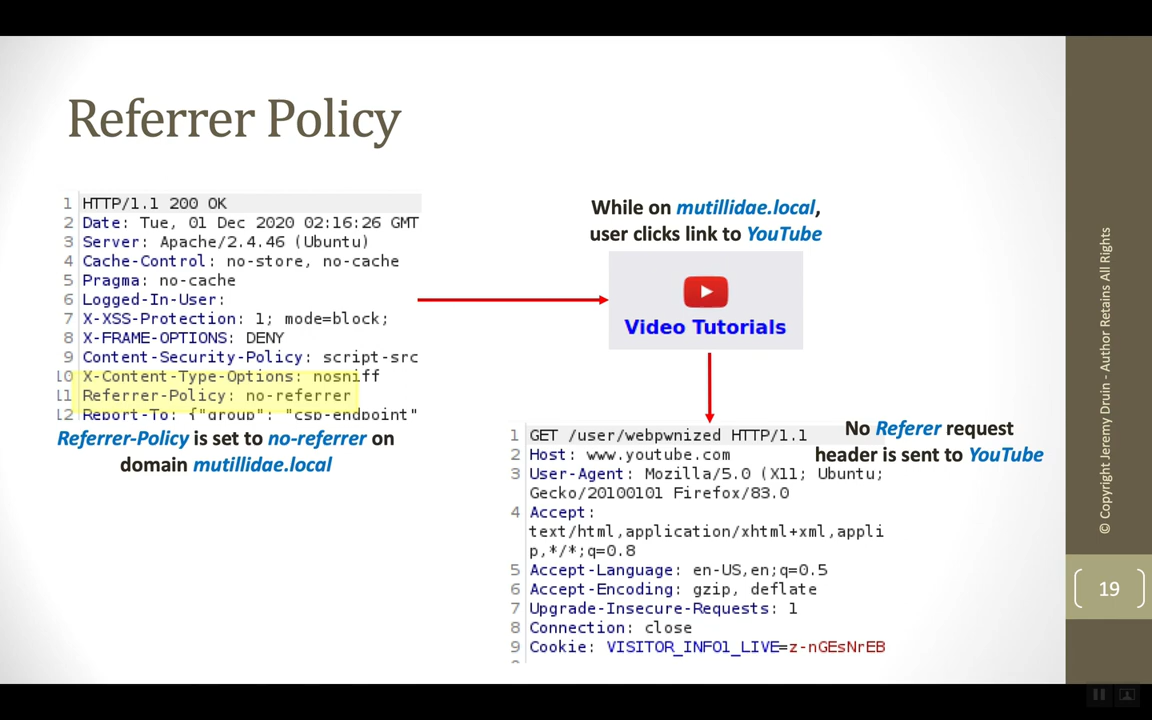 Referrer Policy
1 HTTP/1.1 200 OK
2 Date: Tue, 01 Dec 2020 02:16:26 GMT
3 Server: Apache/2.4.46 (Ubuntu)
4 Cache-Control: no-store, no-cache
5 Pragma: no-cache
6 Logged-In-User:
7 X-XSS-Protection: 1; mode=block;
8 X-FRAME-OPTIONS: DENY
9 Content-Security-Policy: script-src
10 X-Content-Type-Options: nosniff
11 Referrer-Policy: no-referrer
12 Report-To: {"group": "csp-endpoint"
Referrer-Policy is set to no-referrer on
domain mutillidae.local
While on mutillidae.local,
user clicks link to YouTube
Video Tutorials
No Referer request
header is sent to YouTube
1 GET /user/webpwnized HTTP/1.1
2 Host: www.youtube.com
3 User-Agent: Mozilla/5.0 (X11; Ubuntu;
Gecko/20100101 Firefox/83.0
4 Accept:
text/html,application/xhtml+xml,appli
p,*/*;q=0.8
5 Accept-Language: en-US,en;q=0.5
6 Accept-Encoding: gzip, deflate
7 Upgrade-Insecure-Requests: 1
8 Connection: close
9 Cookie: VISITOR_INFO1_LIVE=z-nGEsNrEB
© Copyright Jeremy Druin - Author Retains All Rights
19